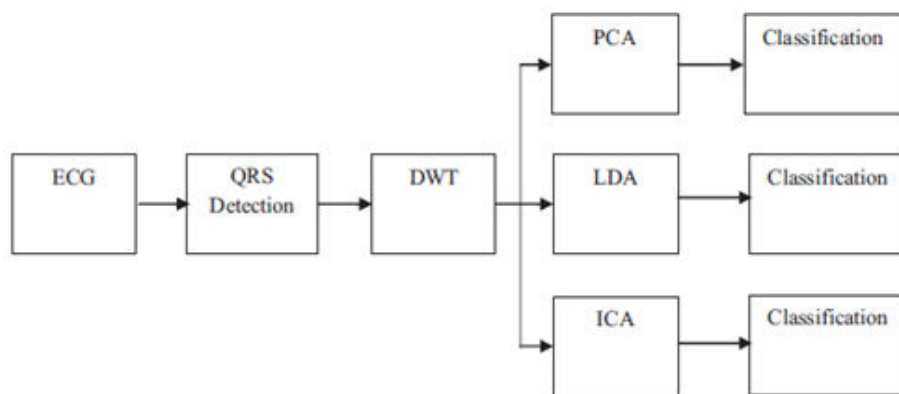 PCA
Classification
ECG
QRS
Detection
DWT
LDA
Classification
ICA
Classification